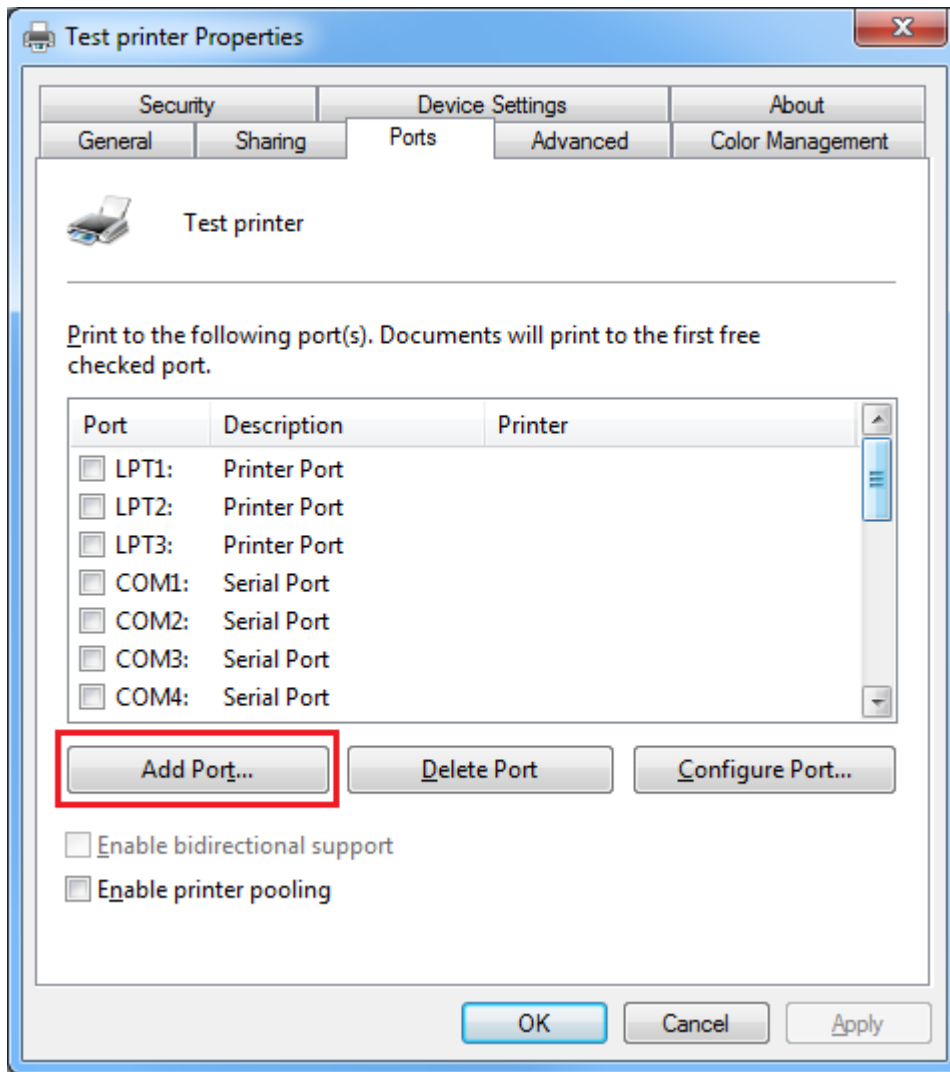 Test printer Properties
Security Device Settings About
General Sharing Ports Advanced Color Management
Test printer
Print to the following port(s). Documents will print to the first free
checked port.
Port Description Printer
LPT1: Printer Port
LPT2: Printer Port
LPT3: Printer Port
COM1: Serial Port
COM2: Serial Port
COM3: Serial Port
COM4: Serial Port
Add Port... Delete Port Configure Port...
Enable bidirectional support
Enable printer pooling
OK Cancel Apply